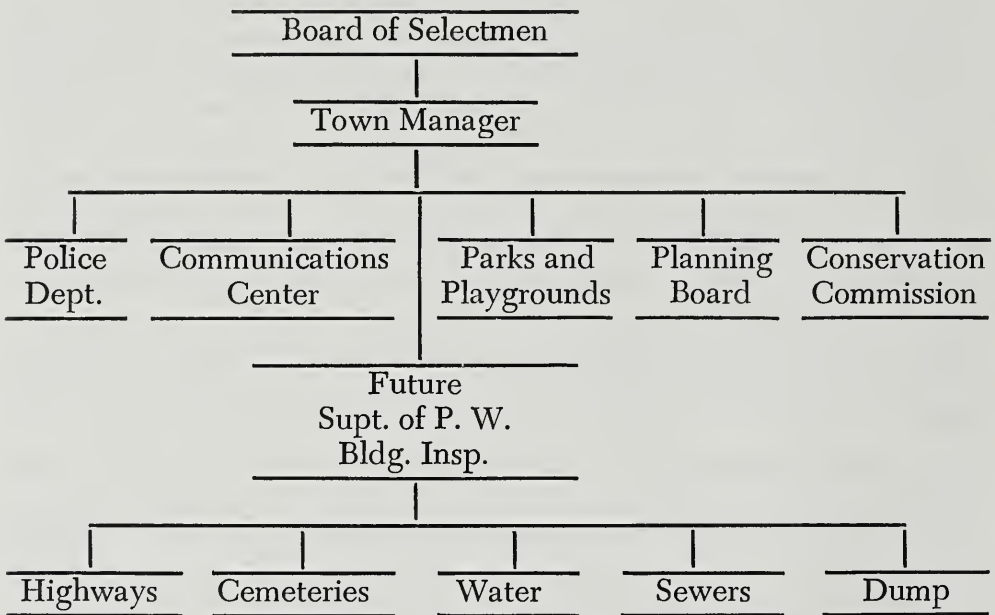 Board of Selectmen
Town Manager
Police
Dept.
Communications
Center
Parks and
Playgrounds
Planning
Board
Conservation
Commission
Future
Supt. of P. W.
Bldg. Insp.
Highways
Cemeteries
Water
Sewers
Dump